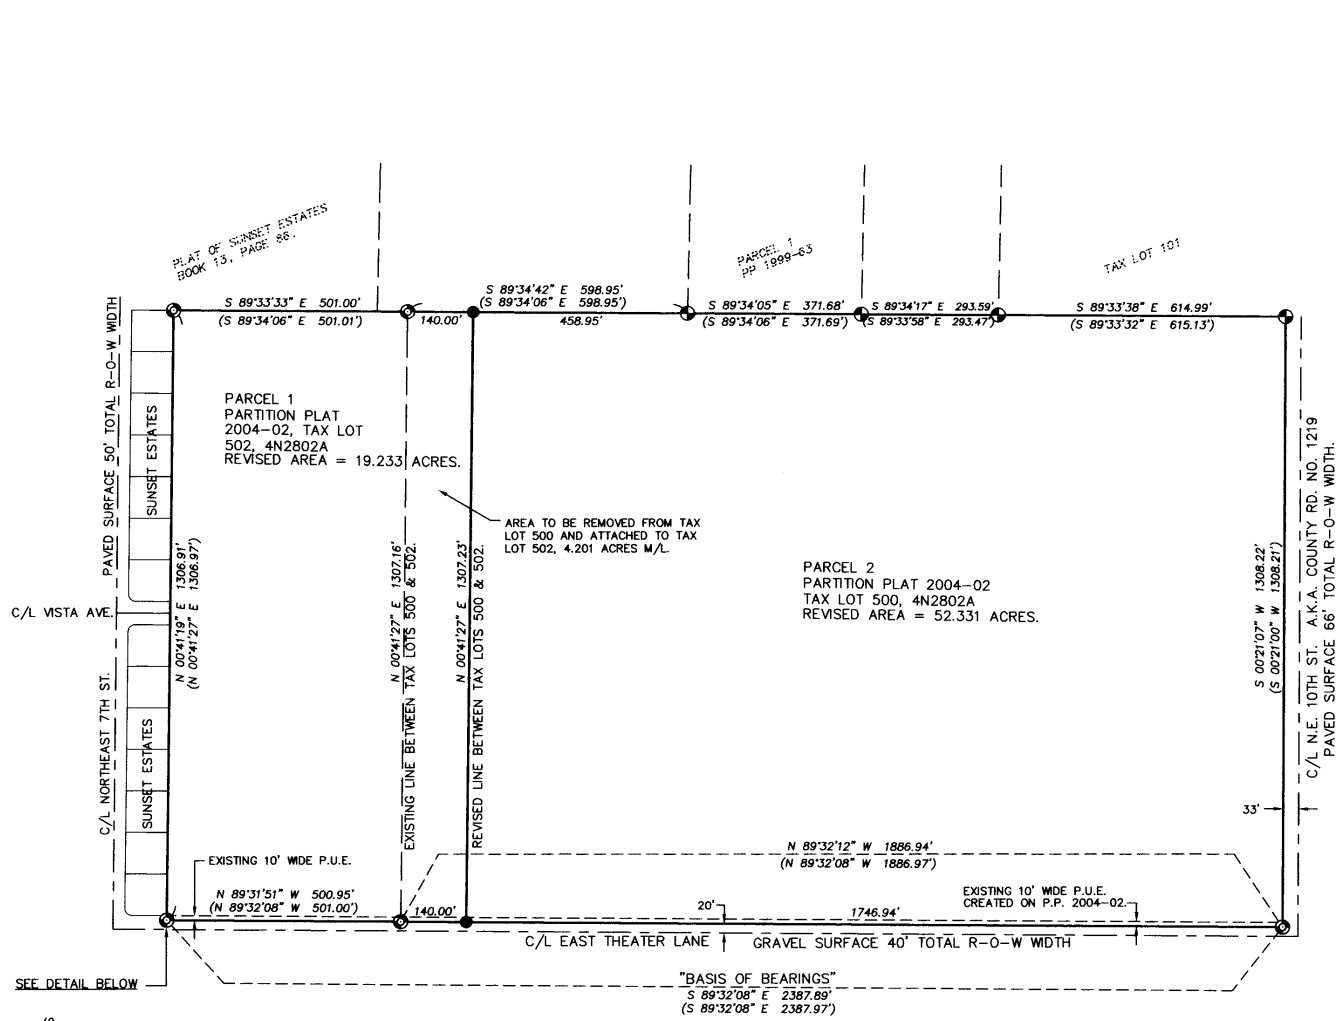 PLAT OF SUNSET ESTATES
BOOK 13, PAGE 86.
PARCEL 1
PP 1999-63
TAX LOT 101
S 89°33'33" E 501.00'
(S 89°34'06" E 501.01')
140.00'
S 89°34'42" E 598.95'
(S 89°34'06" E 598.95')
458.95'
S 89°34'05" E 371.68'
(S 89°34'06" E 371.69')
S 89°34'17" E 293.59'
(S 89°33'58" E 293.47')
S 89°33'38" E 614.99'
(S 89°33'32" E 615.13')
PAVED SURFACE 50' TOTAL R-O-W WIDTH
SUNSET ESTATES
PARCEL 1
PARTITION PLAT
2004-02, TAX LOT
502, 4N2802A
REVISED AREA = 19.233 ACRES.
AREA TO BE REMOVED FROM TAX
LOT 500 AND ATTACHED TO TAX
LOT 502, 4.201 ACRES M/L.
PARCEL 2
PARTITION PLAT 2004-02
TAX LOT 500, 4N2802A
REVISED AREA = 52.331 ACRES.
C/L VISTA AVE.
N 00°41'19" E 1306.91'
(N 00°41'27" E 1306.97')
N 00°41'27" E 1307.16'
EXISTING LINE BETWEEN TAX LOTS 500 & 502.
N 00°41'27" E 1307.23'
REVISED LINE BETWEEN TAX LOTS 500 & 502.
S 00°21'07" W 1308.22'
(S 00°21'00" W 1308.21')
C/L N.E. 10TH ST. A.K.A. COUNTY RD. NO. 1219
PAVED SURFACE 66' TOTAL R-O-W WIDTH.
C/L NORTHEAST 7TH ST.
SUNSET ESTATES
33'
EXISTING 10' WIDE P.U.E.
N 89°31'51" W 500.95'
(N 89°32'08" W 501.00')
140.00'
N 89°32'12" W 1886.94'
(N 89°32'08" W 1886.97')
20'
1746.94'
EXISTING 10' WIDE P.U.E.
CREATED ON P.P. 2004-02.
C/L EAST THEATER LANE
GRAVEL SURFACE 40' TOTAL R-O-W WIDTH
SEE DETAIL BELOW
"BASIS OF BEARINGS"
S 89°32'08" E 2387.89'
(S 89°32'08" E 2387.97')